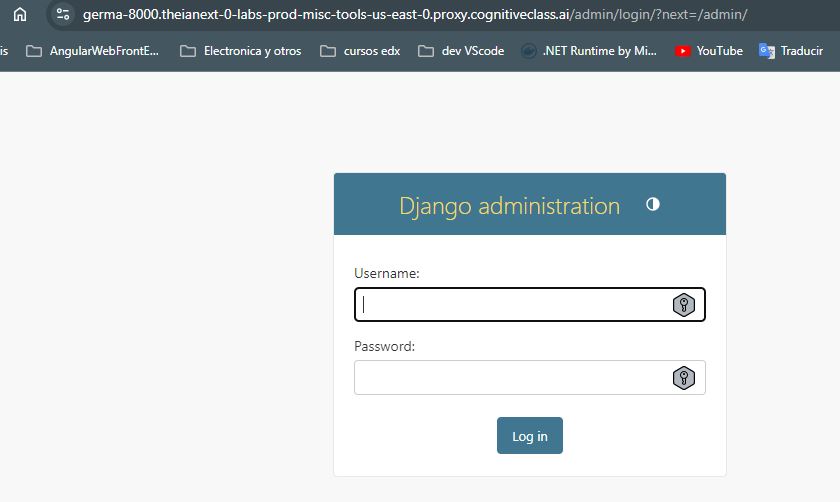 germa-8000.theianext-0-labs-prod-misc-tools-us-east-0.proxy.cognitiveclass.ai/admin/login/?next=/admin/
is AngularWebFrontE... Electronica y otros cursos edx dev VScode .NET Runtime by Mi... YouTube Traducir
Django administration
Username:
Password:
Log in